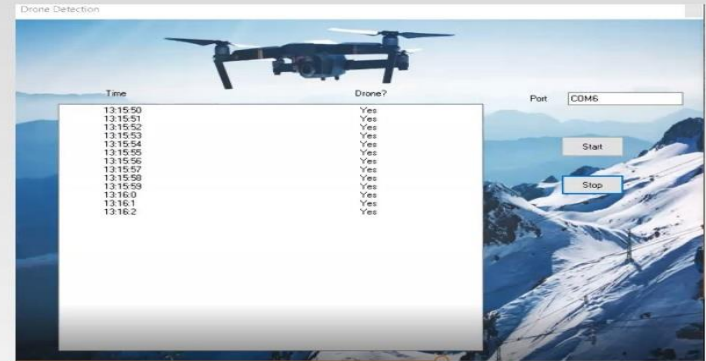 Drone Detection
Time Drone?
Port COM6
13:15:50 Yes
13:15:51 Yes
13:15:52 Yes
13:15:53 Yes
13:15:54 Yes
13:15:55 Yes
13:15:56 Yes
13:15:57 Yes
13:15:58 Yes
13:15:59 Yes
13:16:0 Yes
13:16:1 Yes
13:16:2 Yes
Start
Stop